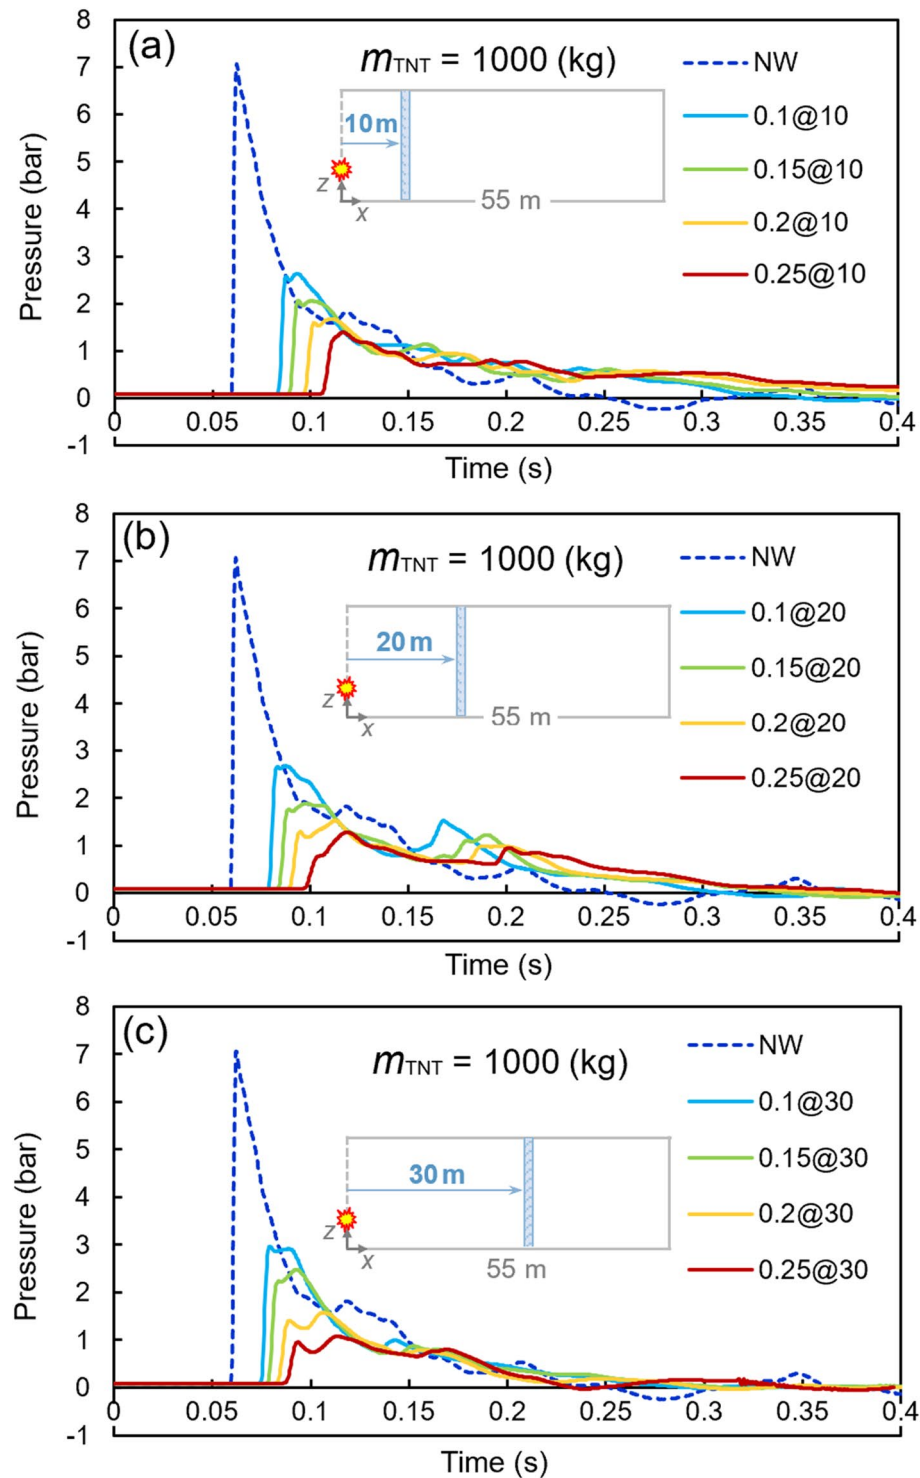 (a)
mTNT = 1000 (kg)
Pressure (bar)
8
7
6
5
4
3
2
1
0
-1
10 m
z
x
55 m
NW
0.1@10
0.15@10
0.2@10
0.25@10
0 0.05 0.1 0.15 0.2 0.25 0.3 0.35 0.4
Time (s)
(b)
mTNT = 1000 (kg)
Pressure (bar)
8
7
6
5
4
3
2
1
0
-1
20 m
z
x
55 m
NW
0.1@20
0.15@20
0.2@20
0.25@20
0 0.05 0.1 0.15 0.2 0.25 0.3 0.35 0.4
Time (s)
(c)
mTNT = 1000 (kg)
Pressure (bar)
8
7
6
5
4
3
2
1
0
-1
30 m
z
x
55 m
NW
0.1@30
0.15@30
0.2@30
0.25@30
0 0.05 0.1 0.15 0.2 0.25 0.3 0.35 0.4
Time (s)